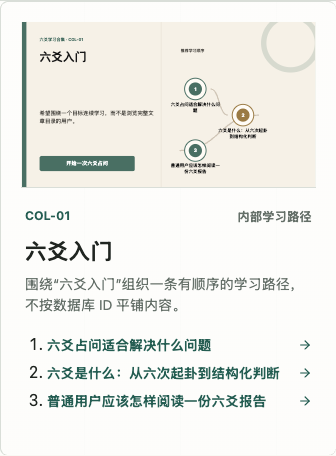 六爻学习合集 · COL-01
六爻入门
推荐学习顺序
1
六爻占问适合解决什么问
题
2
六爻是什么：从六次起卦
到结构化判断
希望围绕一个目标连续学习，而不是浏览完整文
章目录的用户。
3
普通用户应该怎样阅读一
份六爻报告
开始一次六爻占问
COL-01
内部学习路径
六爻入门
围绕“六爻入门”组织一条有顺序的学习路径，
不按数据库 ID 平铺内容。
1. 六爻占问适合解决什么问题 →
2. 六爻是什么：从六次起卦到结构化判断 →
3. 普通用户应该怎样阅读一份六爻报告 →